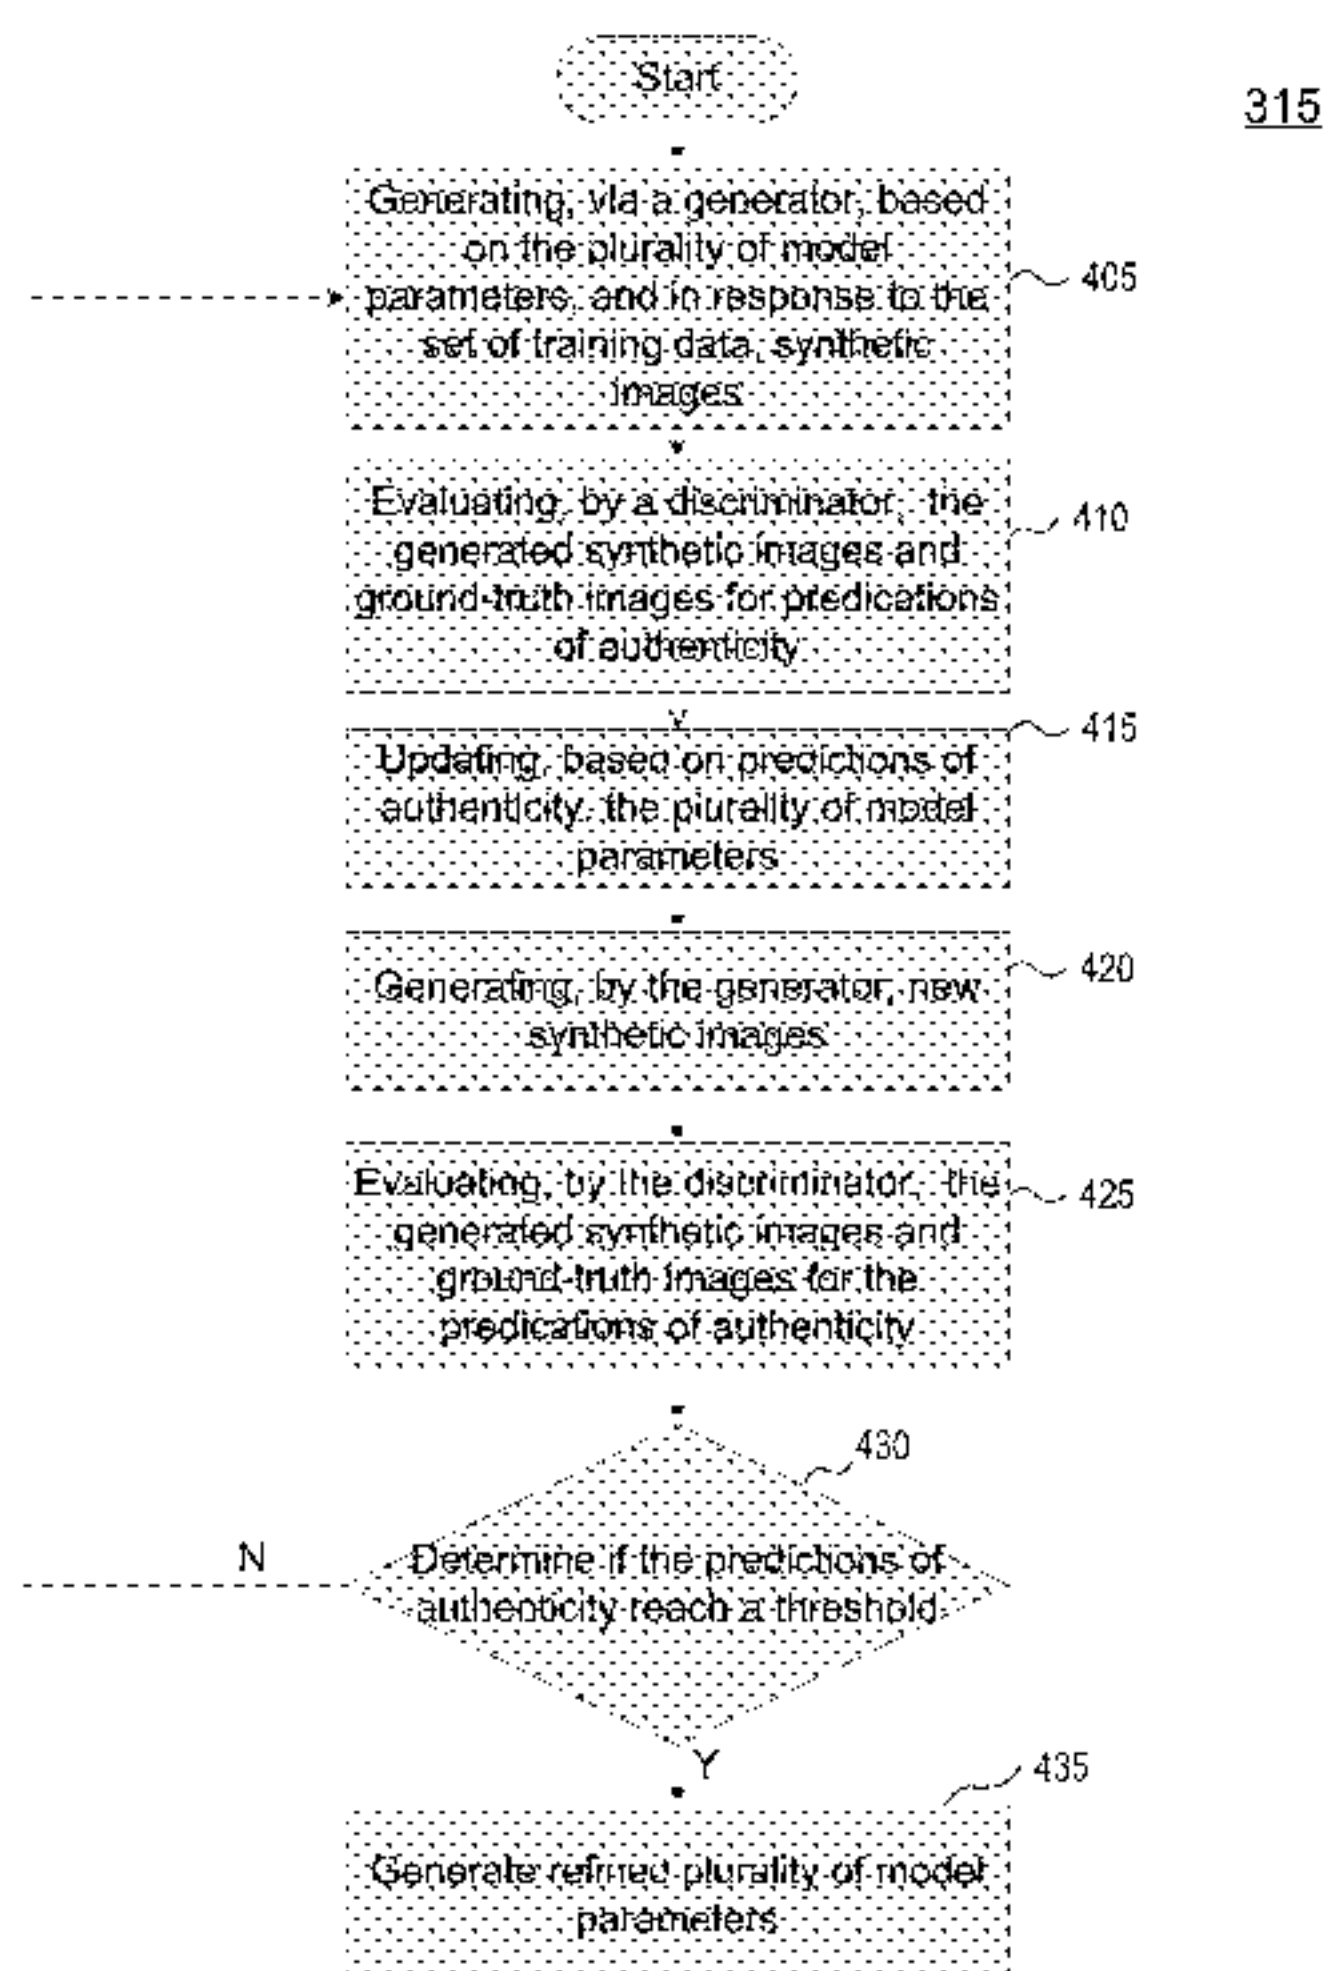 Start
315
Generating, via a generator, based
on the plurality of model
parameters, and in response to the
set of training data, synthetic
images
405
Evaluating, by a discriminator, the
generated synthetic images and
ground-truth images for predications
of authenticity
410
415
Updating, based on predictions of
authenticity, the plurality of model
parameters
420
Generating, by the generator, new
synthetic images
Evaluating, by the discriminator, the
generated synthetic images and
ground-truth images for the
predications of authenticity
425
430
N
Determine if the predictions of
authenticity reach a threshold
Y
435
Generate refined plurality of model
parameters